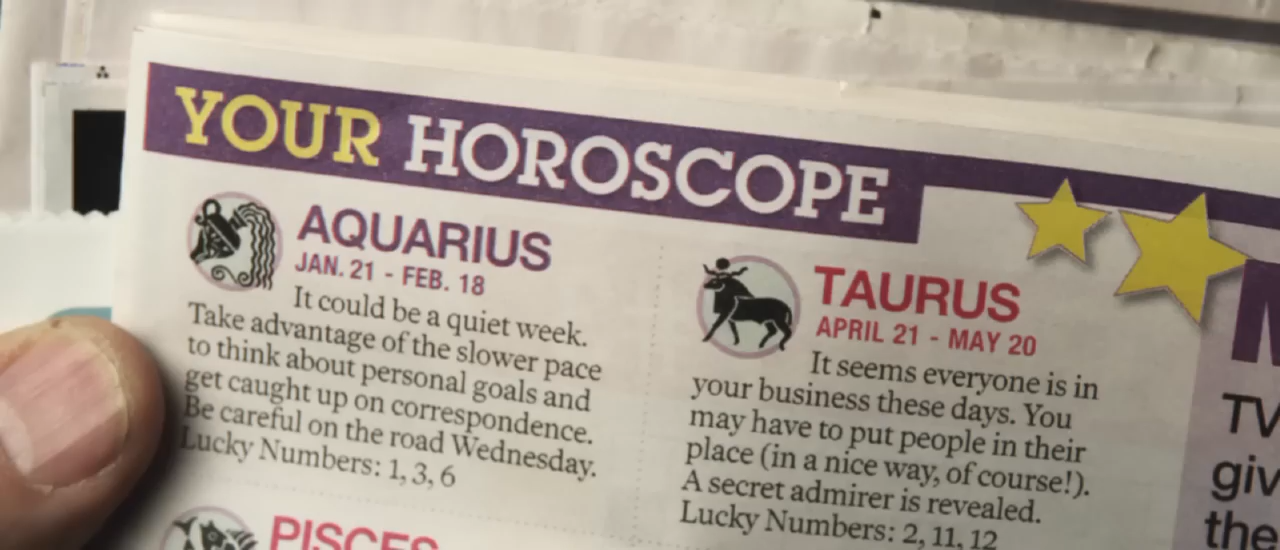 YOUR HOROSCOPE
AQUARIUS
JAN. 21 - FEB. 18
It could be a quiet week.
Take advantage of the slower pace
to think about personal goals and
get caught up on correspondence.
Be careful on the road Wednesday.
Lucky Numbers: 1, 3, 6
PISCES
TAURUS
APRIL 21 - MAY 20
It seems everyone is in
your business these days. You
may have to put people in their
place (in a nice way, of course!).
A secret admirer is revealed.
Lucky Numbers: 2, 11, 12
TV
giv
the